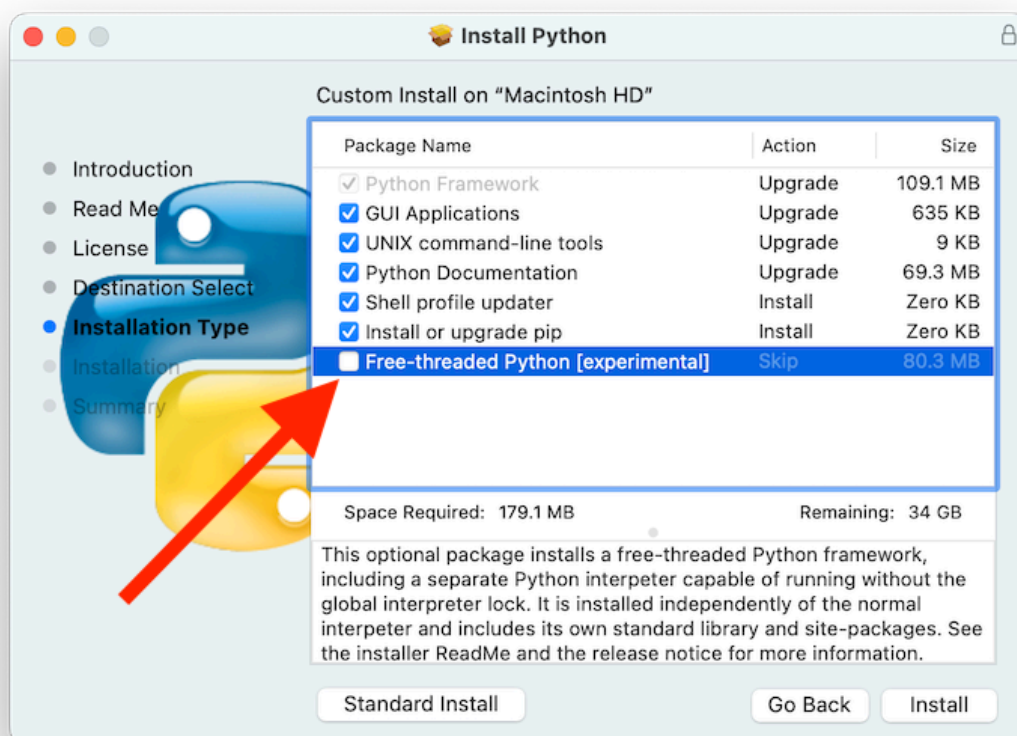 Install Python
Custom Install on “Macintosh HD”
Introduction
Read Me
License
Destination Select
Installation Type
Installation
Summary
Package Name Action Size
Python Framework Upgrade 109.1 MB
GUI Applications Upgrade 635 KB
UNIX command-line tools Upgrade 9 KB
Python Documentation Upgrade 69.3 MB
Shell profile updater Install Zero KB
Install or upgrade pip Install Zero KB
Free-threaded Python [experimental] Skip 80.3 MB
Space Required: 179.1 MB Remaining: 34 GB
This optional package installs a free-threaded Python framework,
including a separate Python interpeter capable of running without the
global interpreter lock. It is installed independently of the normal
interpeter and includes its own standard library and site-packages. See
the installer ReadMe and the release notice for more information.
Standard Install Go Back Install